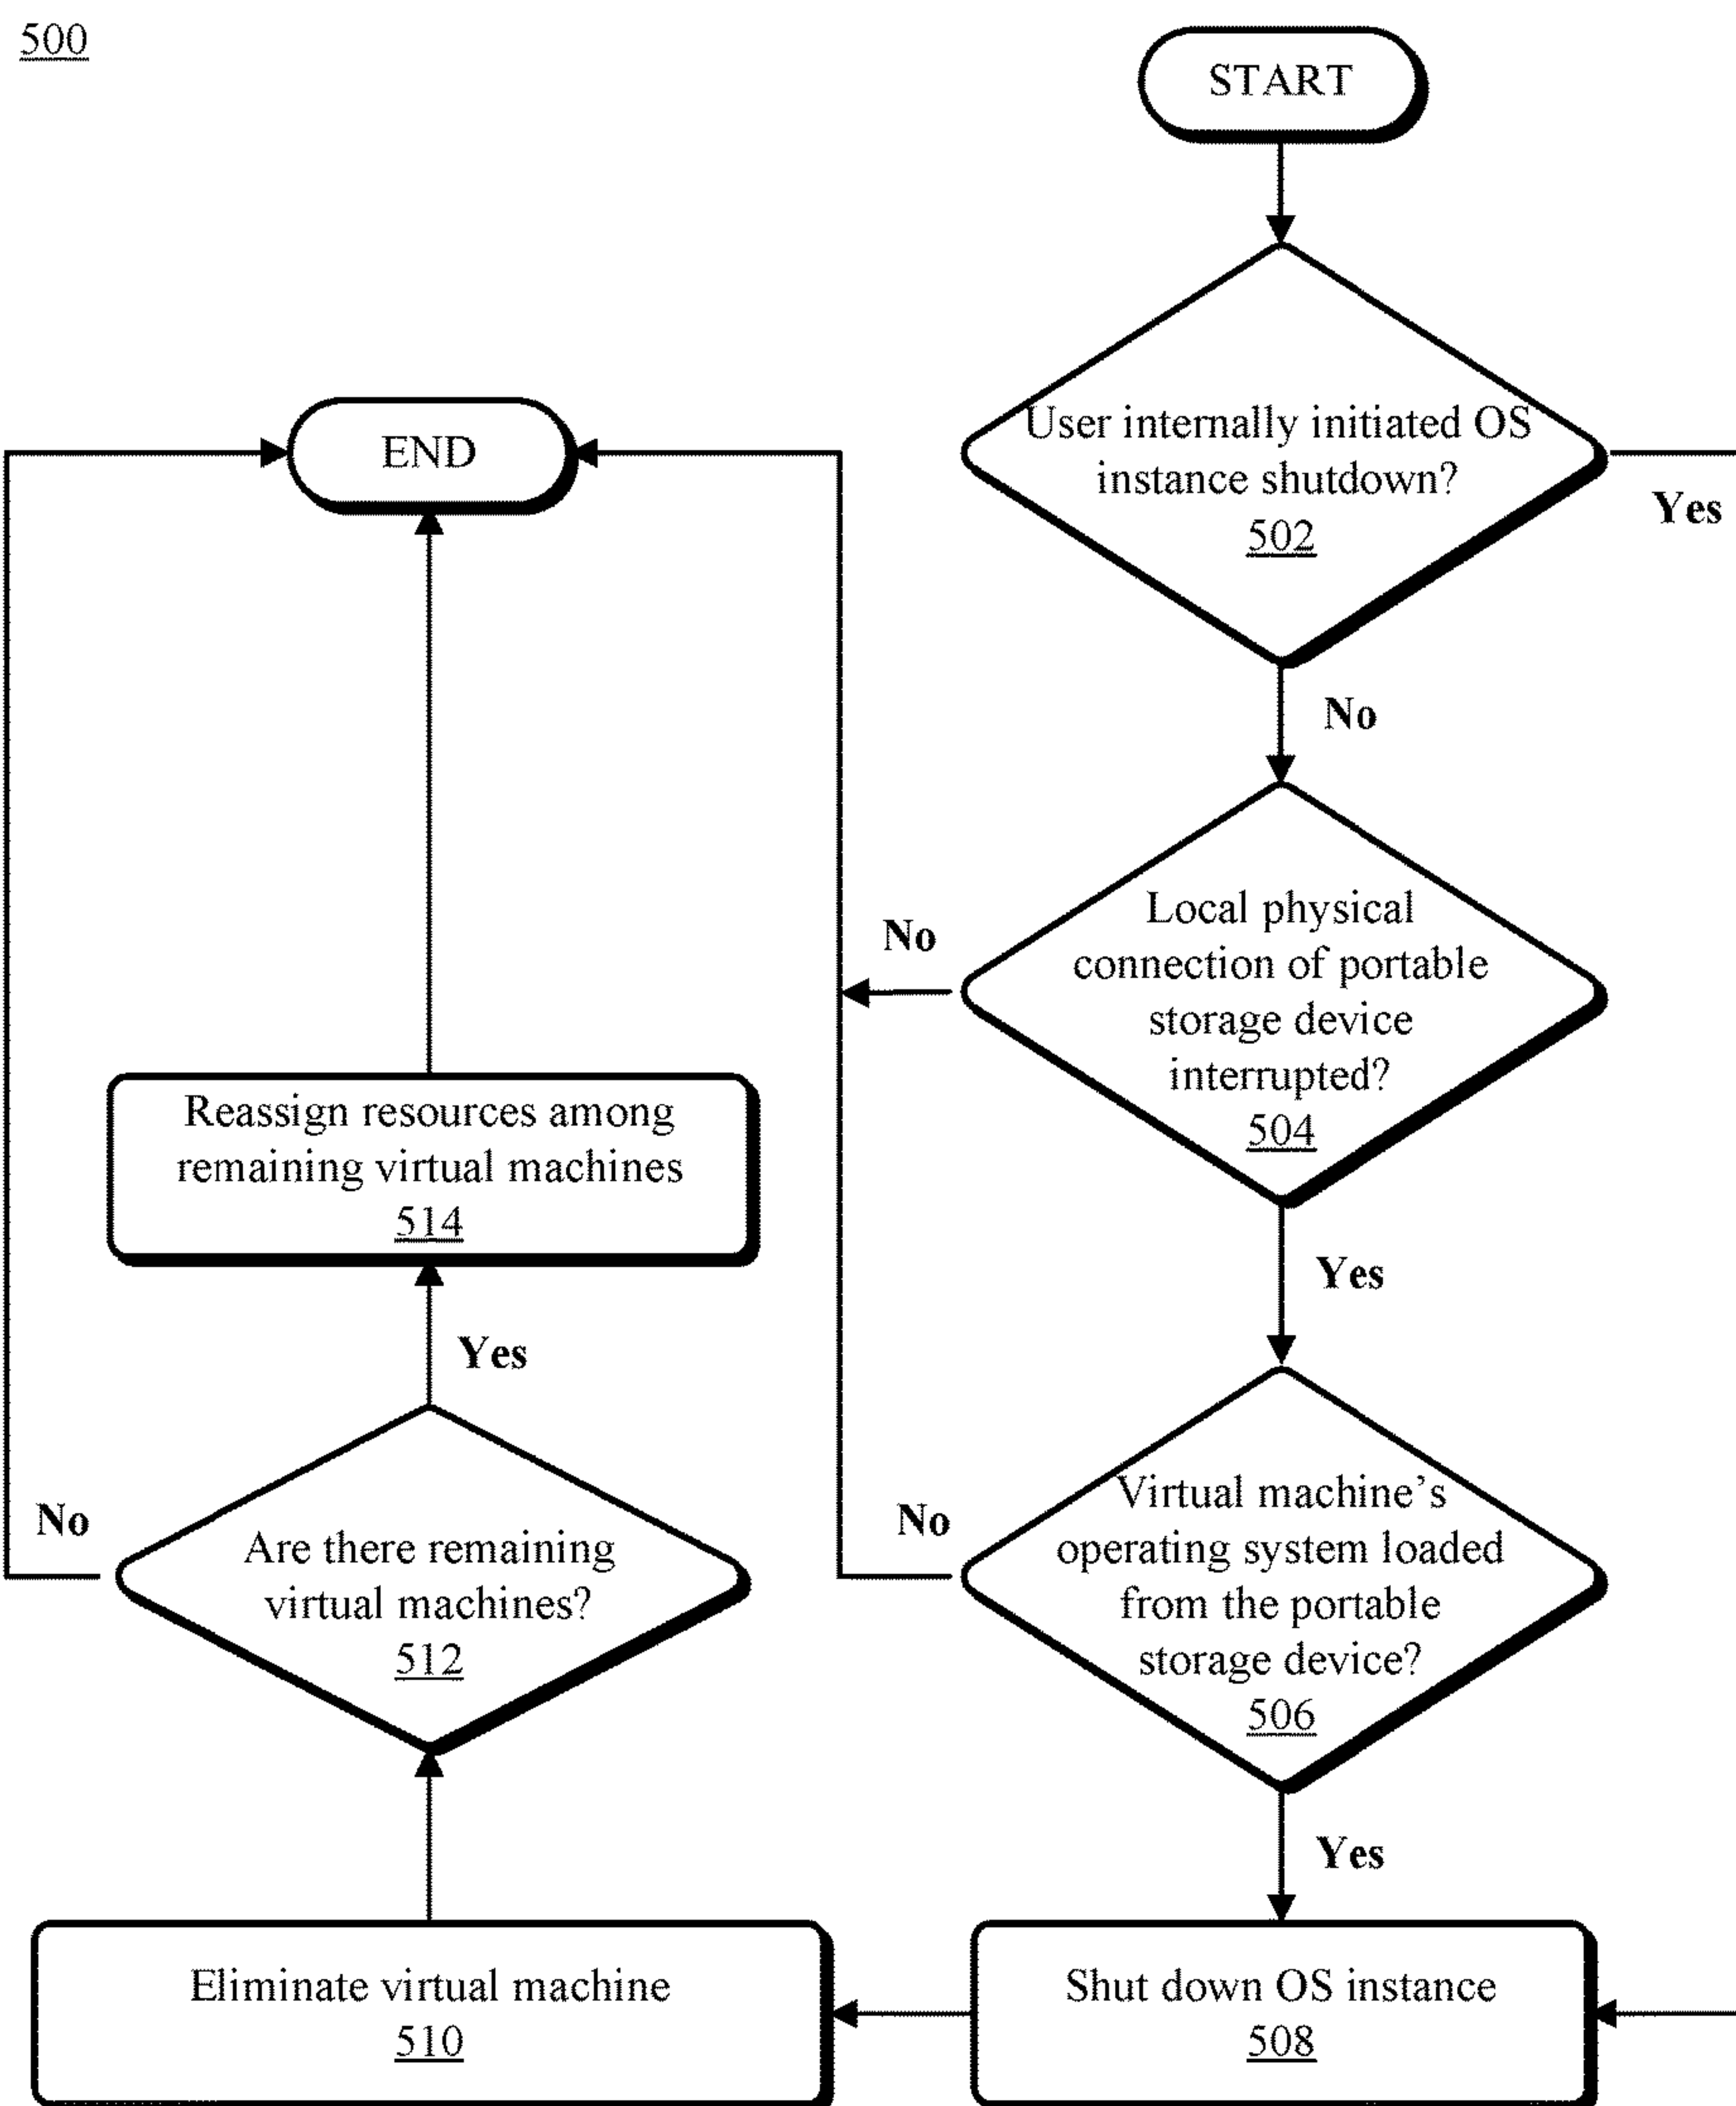 500
START
User internally initiated OS
instance shutdown?
502
Yes
No
END
Local physical
connection of portable
storage device
interrupted?
504
No
Yes
Reassign resources among
remaining virtual machines
514
Yes
Virtual machine's
operating system loaded
from the portable
storage device?
506
No
Yes
Are there remaining
virtual machines?
512
No
Eliminate virtual machine
510
Shut down OS instance
508